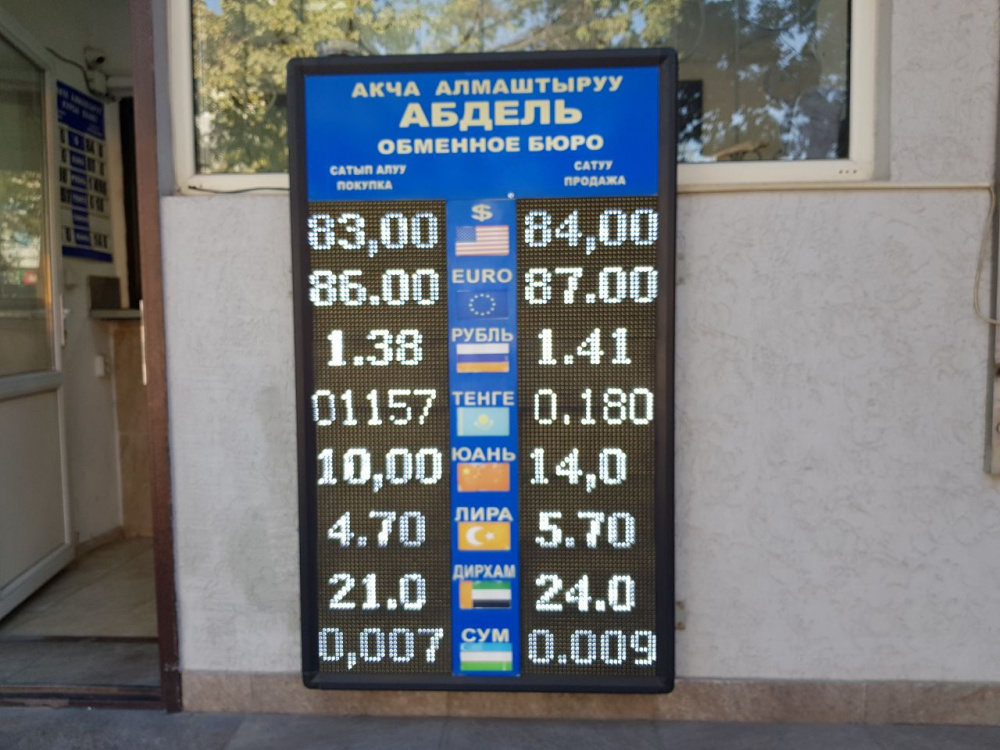 АКЧА АЛМАШТЫРУУ
АБДЕЛЬ
ОБМЕННОЕ БЮРО
САТЫП АЛУУ САТУУ
ПОКУПКА ПРОДАЖА
83,00 $ 84,00
EURO
86.00 87.00
РУБЛЬ
1.38 1.41
ТЕНГЕ
01157 0.180
ЮАНЬ
10,00 14,0
ЛИРА
4.70 5.70
ДИРХАМ
21.0 24.0
СУМ
0,007 0.009